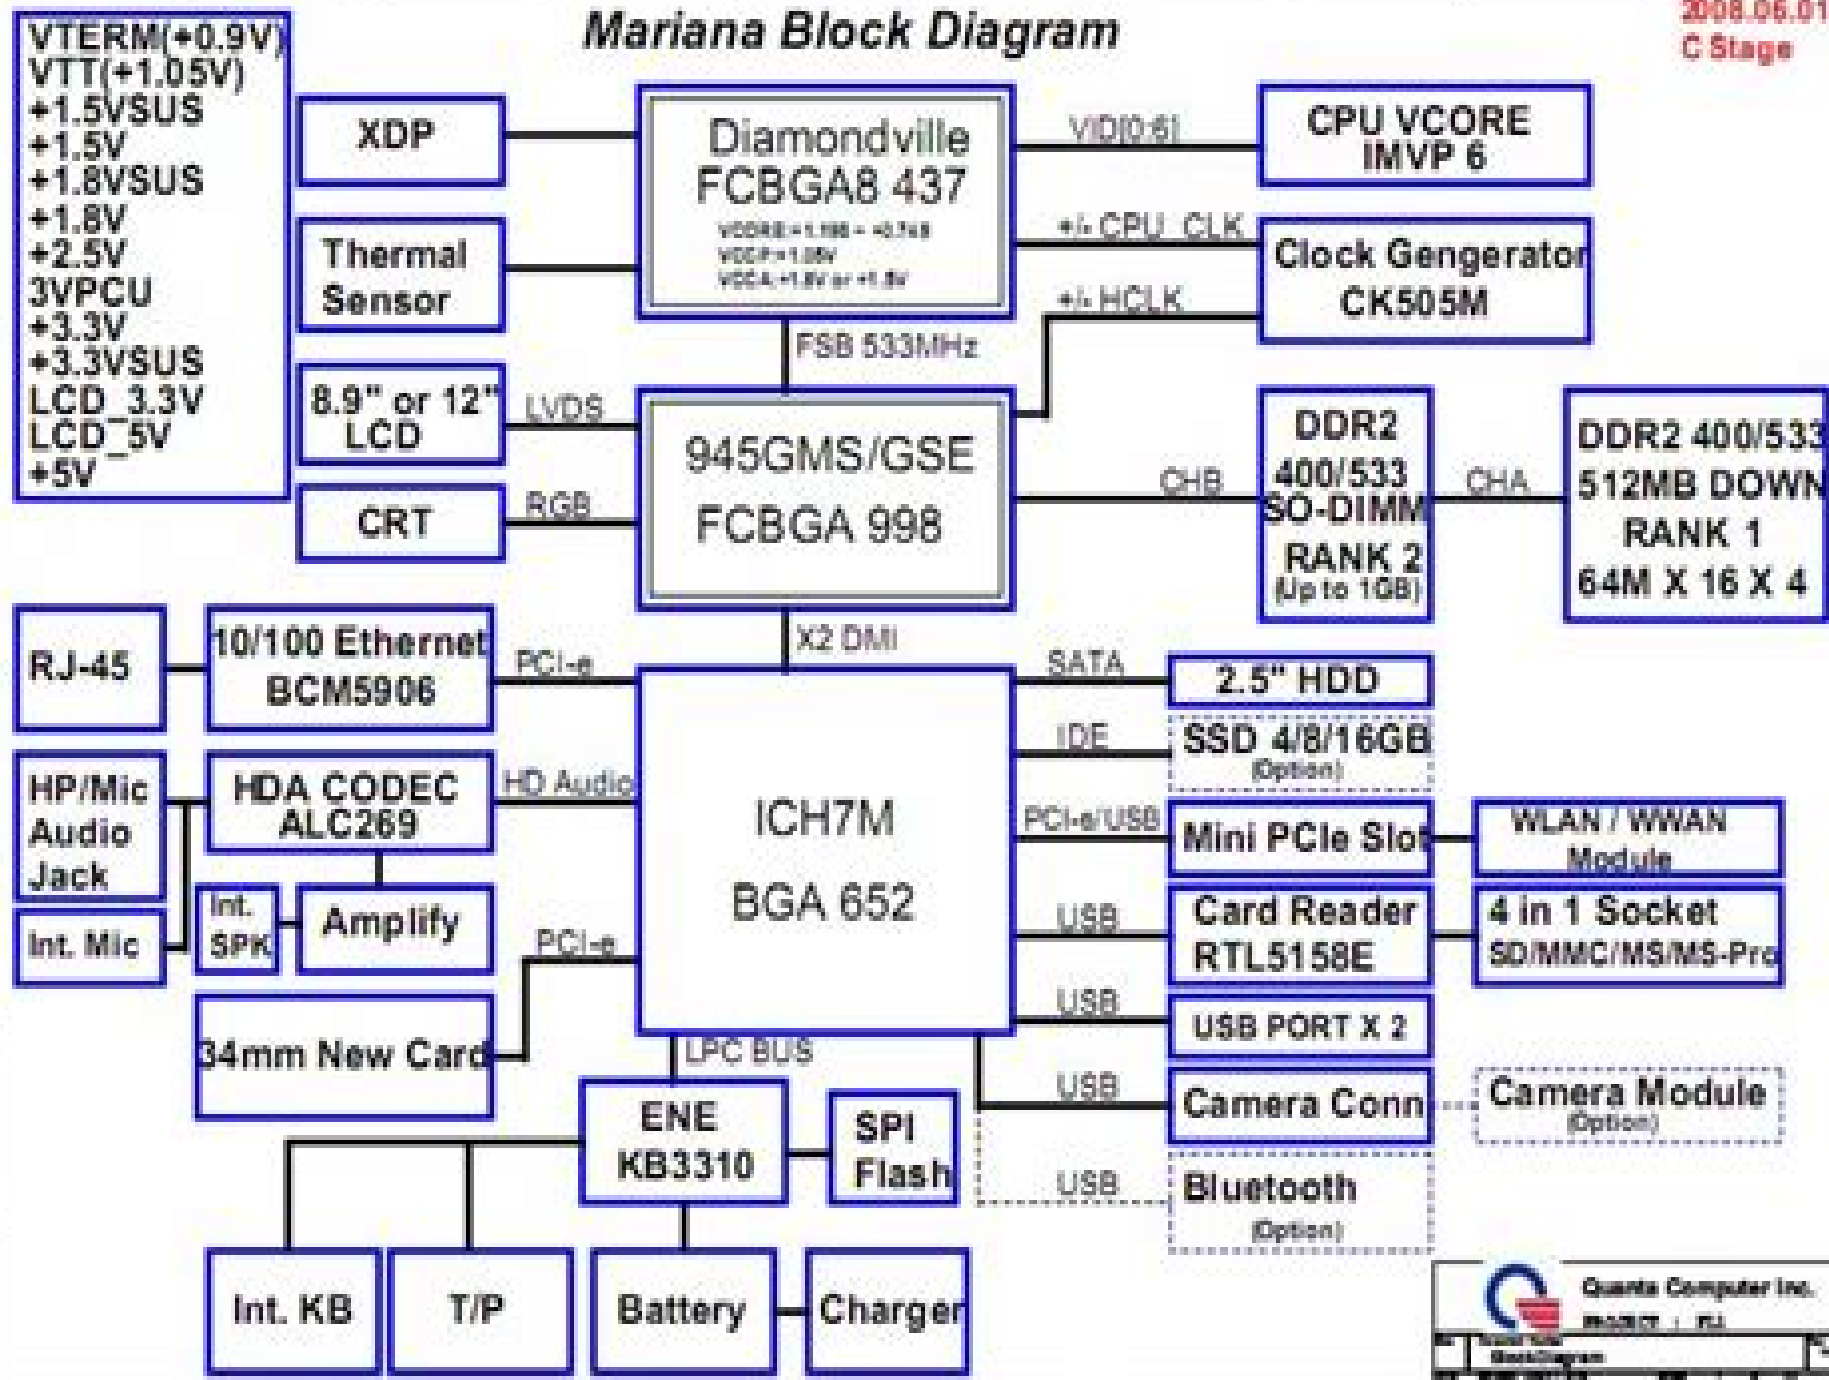 Mariana Block Diagram
2008.06.01
C Stage
VTERM(+0.9V)
VTT(+1.05V)
+1.5VSUS
+1.5V
+1.8VSUS
+1.8V
+2.5V
3VPCU
+3.3V
+3.3VSUS
LCD_3.3V
LCD_5V
+5V
XDP
Diamondville
FCBGA8 437
VCCP:+1.05V
VID[0:6]
CPU VCORE
IMVP 6
Thermal
Sensor
+/- CPU_CLK
Clock Gengerator
CK505M
+/- HCLK
FSB 533MHz
8.9" or 12"
LCD
LVDS
945GMS/GSE
FCBGA 998
CRT
RGB
CHB
DDR2
400/533
SO-DIMM
RANK 2
(Up to 1GB)
CHA
DDR2 400/533
512MB DOWN
RANK 1
64M X 16 X 4
X2 DMI
RJ-45
10/100 Ethernet
BCM5906
PCI-e
ICH7M
BGA 652
SATA
2.5" HDD
IDE
SSD 4/8/16GB
(Option)
HP/Mic
Audio
Jack
HDA CODEC
ALC269
HD Audio
PCI-e/USB
Mini PCIe Slot
WLAN / WWAN
Module
Int. Mic
Int.
SPK
Amplify
USB
Card Reader
RTL5158E
4 in 1 Socket
SD/MMC/MS/MS-Pro
PCI-e
34mm New Card
USB
USB PORT X 2
LPC BUS
USB
Camera Conn
Camera Module
(Option)
ENE
KB3310
SPI
Flash
USB
Bluetooth
(Option)
Int. KB
T/P
Battery
Charger
Quanta Computer Inc.
PROJECT :
BlockDiagram